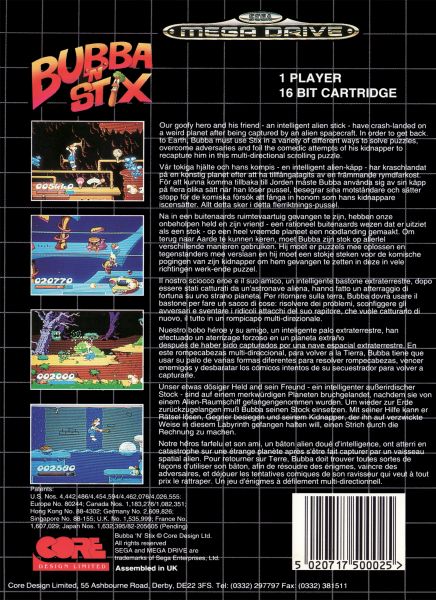 SEGA
MEGA DRIVE
BUBBA
'N'
STIX
1 PLAYER
16 BIT CARTRIDGE
Our goofy hero and his friend - an intelligent alien stick - have crash-landed on
a weird planet after being captured by an alien spacecraft. In order to get back.
to Earth, Bubba must use Stix in a variety of different ways to solve puzzles,
overcome adversaries and foil the comedic attempts of his kidnapper to
recapture him in this multi-directional scrolling puzzle.
Vår tokiga hjälte och hans kompis - en intelligent alien-käpp - har kraschlandat
på en konstig planet efter att ha tillfångatagits av en främmande rymdfarkost.
För att kunna komma tillbaka till Jorden måste Bubba använda sig av sin käpp
på flera olika sätt när han löser pussel, besegrar sina motståndare och sätter
stopp för de komiska försök att fånga in honom som hans kidnappare
iscensätter. Allt detta sker i detta flerriktnings-pussel.
Na in een buitenaards ruimtevaartuig gevangen te zijn, hebben onze
onbeholpen held en zijn vriend - een rationeel buitenaards wezen dat er uitziet
als een stok - op een heel vreemde planeet een noodlanding gemaakt. Om
terug naar Aarde te kunnen keren, moet Bubba zijn stok op allerlei
verschillende manieren gebruiken. Hij moet er puzzels mee oplossen en
tegenstanders mee verslaan en hij moet een stokje steken voor de komische
pogingen van zijn kidnapper om hem gevangen te zetten in deze in vele
richtingen werk-ende puzzel.
Il nostro sciocco eroe e il suo amico, un intelligente bastone extraterrestre, dopo
essere stati catturati da un'astronave aliena, hanno fatto un atterraggio di
fortuna su uno strano pianeta. Per ritornare sulla terra, Bubba dovrà usare il
bastone per fare un sacco di cose: risolvere dei problemi, sconfiggere gli
avversari e sventare i ridicoli attacchi del suo rapitore, che vuole catturarlo di
nuovo, il tutto in un rompicapo multi-direzionale.
Nuestro bobo héroe y su amigo, un inteligente palo extraterrestre, han
efectuado un aterrizaje forzoso en un planeta extraño
después de haber sido capturados por una nave espacial extraterrestre. En
este rompecabezas multi-direccional, para volver a la Tierra, Bubba tiene que
usar su palo de varias formas diferentes para resolver rompecabezas, vencer
enemigos y desbaratar los cómicos intentos de su secuestrador para volver a
capturarle.
Unser etwas dösiger Held und sein Freund - ein intelligenter außerirdischer
Stock - sind auf einem merkwürdigen Planeten bruchgelandet, nachdem sie von
einem Alien-Raumschiff gefangengenommen wurden. Um wieder zur Erde
zurückzugelangen muß Bubba seinen Stock einsetzen. Mit seiner Hilfe kann er
Rätsel lösen, Gegner besiegen und seinem Kidnapper, der ihn auf verzwickte
Weise in diesem Labyrinth gefangen halten will, einen Strich durch die
Rechnung zu machen.
Notre héros farfelu et son ami, un bâton alien doué d'intelligence, ont atterri en
catastrophe sur une étrange planète après s'être fait capturer par un vaisseau
spatial alien. Pour retourner sur Terre, Bubba doit trouver toutes sortes de
façons d'utiliser son bâton, afin de résoudre des énigmes, vaincre des
adversaires, et déjouer les tentatives comiques de son ravisseur qui veut à tout
prix le rattraper. Un jeu d'énigmes à défilement multi-directionnel.
020770
002000
002580
Patents:
U.S. Nos. 4,442,486/4,454,594/4,462,076/4,026,555;
Europe No. 80244; Canada Nos. 1,183,276/1,082,351;
Hong Kong No. 88-4302; Germany No. 2,609,826;
Singapore No. 88-155; U.K. No. 1,535,999; France No.
1,607,029; Japan Nos. 1,632,395/82-205605 (Pending)
CORE
DESIGN LIMITED
Bubba 'N' Stix © Core Design Ltd.
All rights reserved
SEGA and MEGA DRIVE are
trademarks of Sega Enterprises, Ltd.
Assembled in UK
5 020717 500025 >
Core Design Limited, 55 Ashbourne Road, Derby, DE22 3FS. Tel: (0332) 297797 Fax: (0332) 381511